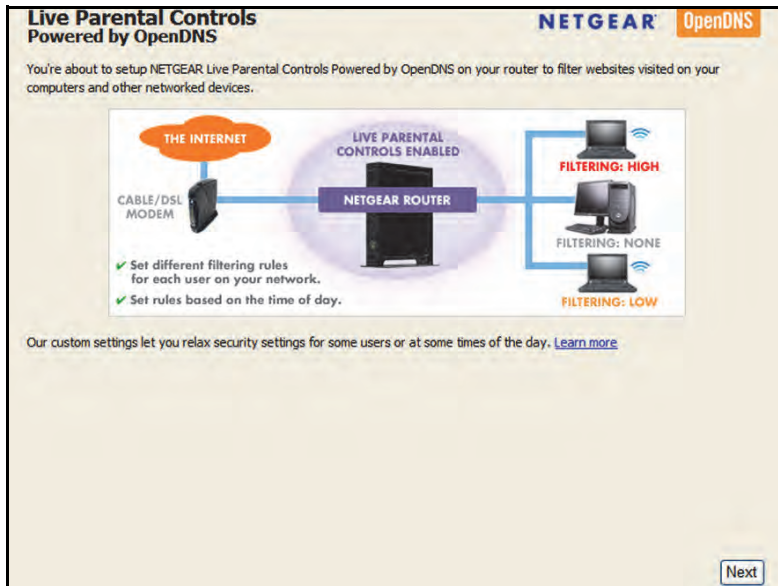 Live Parental Controls
Powered by OpenDNS
NETGEAR
OpenDNS
You're about to setup NETGEAR Live Parental Controls Powered by OpenDNS on your router to filter websites visited on your
computers and other networked devices.
THE INTERNET
LIVE PARENTAL
CONTROLS ENABLED
CABLE/DSL
MODEM
NETGEAR ROUTER
FILTERING: HIGH
FILTERING: NONE
FILTERING: LOW
✔ Set different filtering rules
for each user on your network.
✔ Set rules based on the time of day.
Our custom settings let you relax security settings for some users or at some times of the day. Learn more
Next